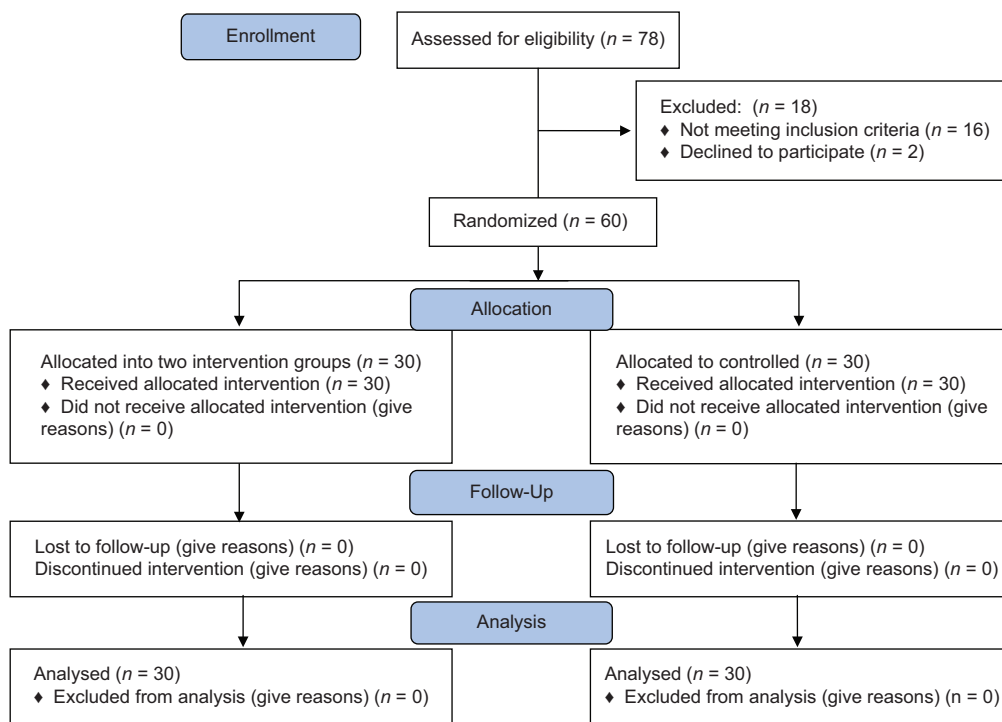 Enrollment
Assessed for eligibility (n = 78)
Excluded: (n = 18)
♦ Not meeting inclusion criteria (n = 16)
♦ Declined to participate (n = 2)
Randomized (n = 60)
Allocation
Allocated into two intervention groups (n = 30)
♦ Received allocated intervention (n = 30)
♦ Did not receive allocated intervention (give
reasons) (n = 0)
Allocated to controlled (n = 30)
♦ Received allocated intervention (n = 30)
♦ Did not receive allocated intervention (give
reasons) (n = 0)
Follow-Up
Lost to follow-up (give reasons) (n = 0)
Discontinued intervention (give reasons) (n = 0)
Lost to follow-up (give reasons) (n = 0)
Discontinued intervention (give reasons) (n = 0)
Analysis
Analysed (n = 30)
♦ Excluded from analysis (give reasons) (n = 0)
Analysed (n = 30)
♦ Excluded from analysis (give reasons) (n = 0)